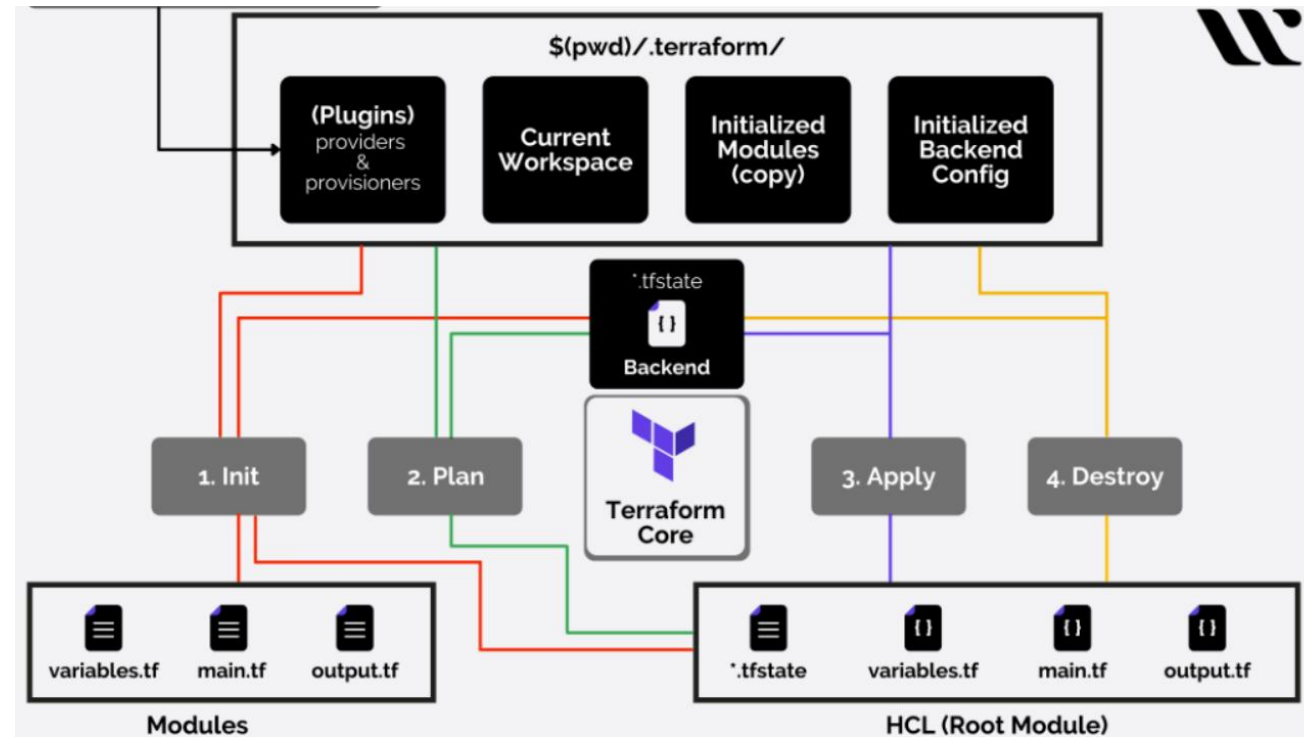 $(pwd)/.terraform/
(Plugins)
providers
&
provisioners
Current
Workspace
Initialized
Modules
(copy)
Initialized
Backend
Config
*.tfstate
{ }
Backend
1. Init
2. Plan
Terraform
Core
3. Apply
4. Destroy
variables.tf
main.tf
output.tf
Modules
*.tfstate
{ }
variables.tf
{ }
main.tf
{ }
output.tf
HCL (Root Module)